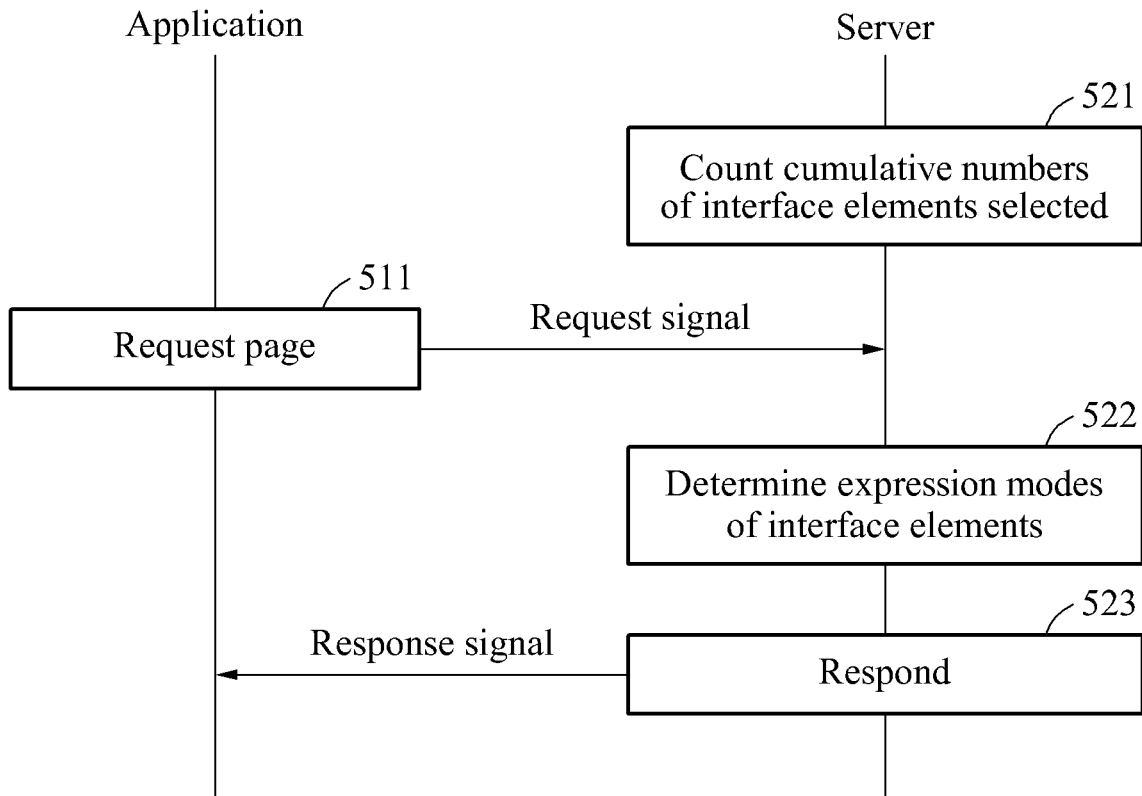 Application
Server
521
Count cumulative numbers
of interface elements selected
511
Request page
Request signal
522
Determine expression modes
of interface elements
523
Response signal
Respond